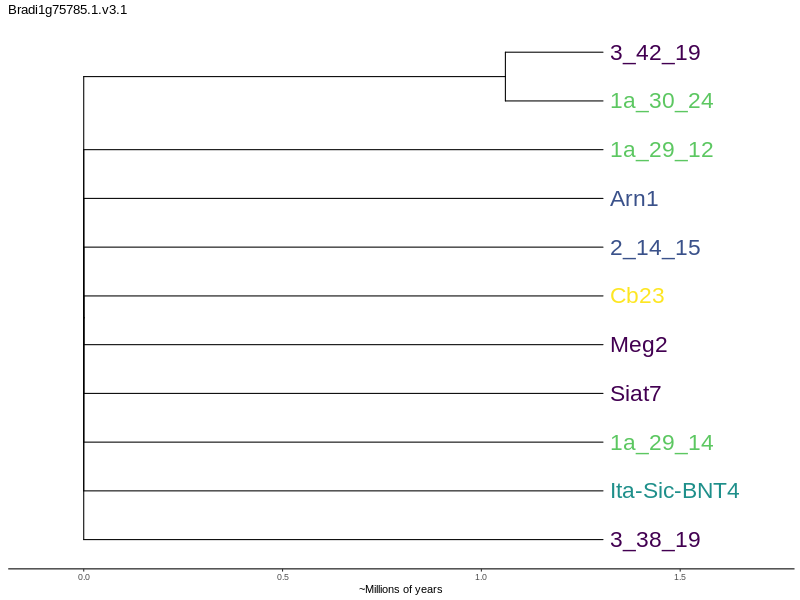 Bradi1g75785.1.v3.1
3_42_19
1a_30_24
1a_29_12
Arn1
2_14_15
Cb23
Meg2
Siat7
1a_29_14
Ita-Sic-BNT4
3_38_19
0.0 0.5 1.0 1.5
~Millions of years